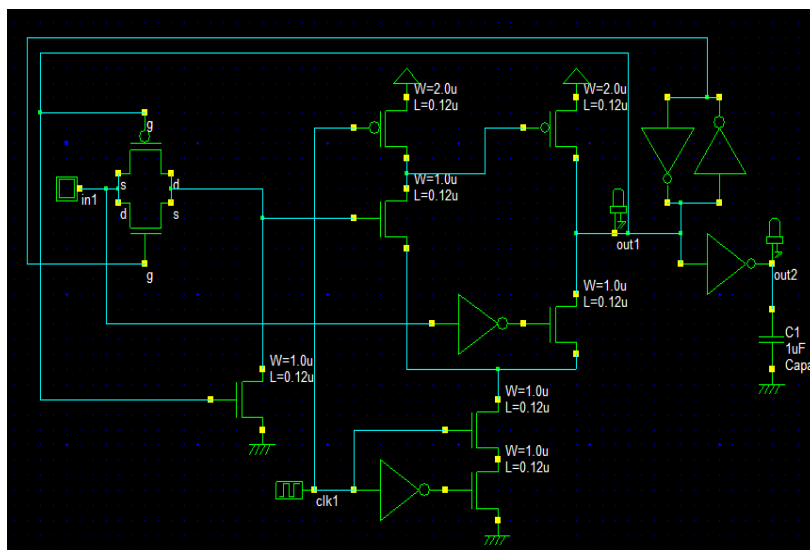 W=2.0u
L=0.12u
W=2.0u
L=0.12u
g
s
d
in1
d
s
g
W=1.0u
L=0.12u
out1
out2
W=1.0u
L=0.12u
C1
1uF
Capa
W=1.0u
L=0.12u
W=1.0u
L=0.12u
W=1.0u
L=0.12u
clk1